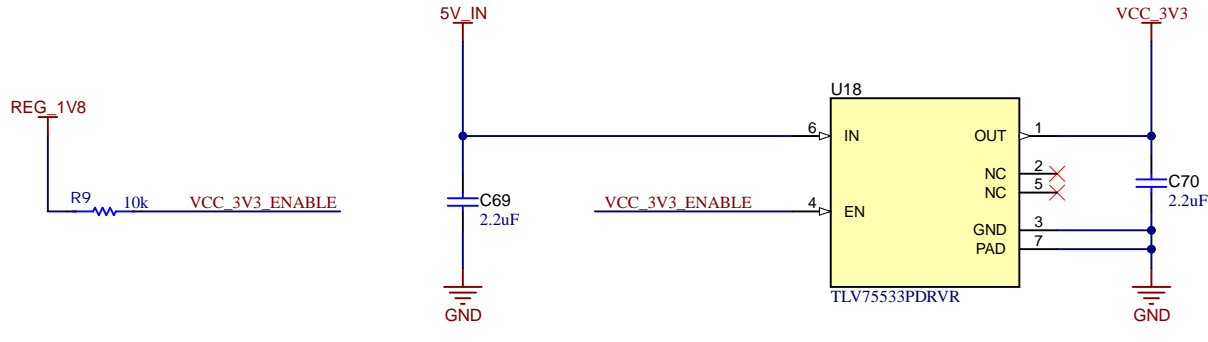 5V_IN
VCC_3V3
REG_1V8
U18
6
IN
OUT
1
NC
2
NC
5
R9
10k
VCC_3V3_ENABLE
C69
2.2uF
VCC_3V3_ENABLE
4
EN
C70
2.2uF
GND
3
PAD
7
TLV75533PDRVR
GND
GND